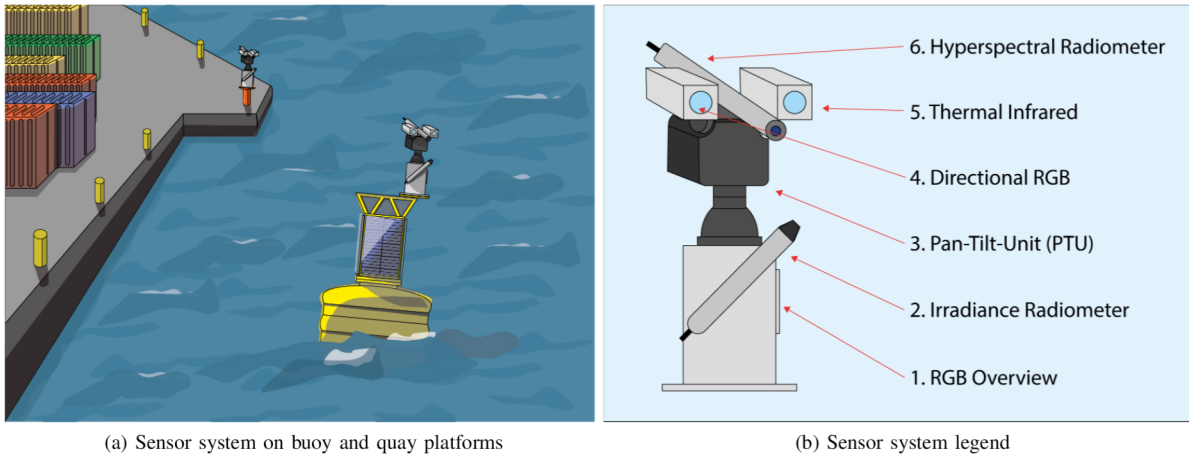 6. Hyperspectral Radiometer
5. Thermal Infrared
4. Directional RGB
3. Pan-Tilt-Unit (PTU)
2. Irradiance Radiometer
1. RGB Overview
(a) Sensor system on buoy and quay platforms
(b) Sensor system legend